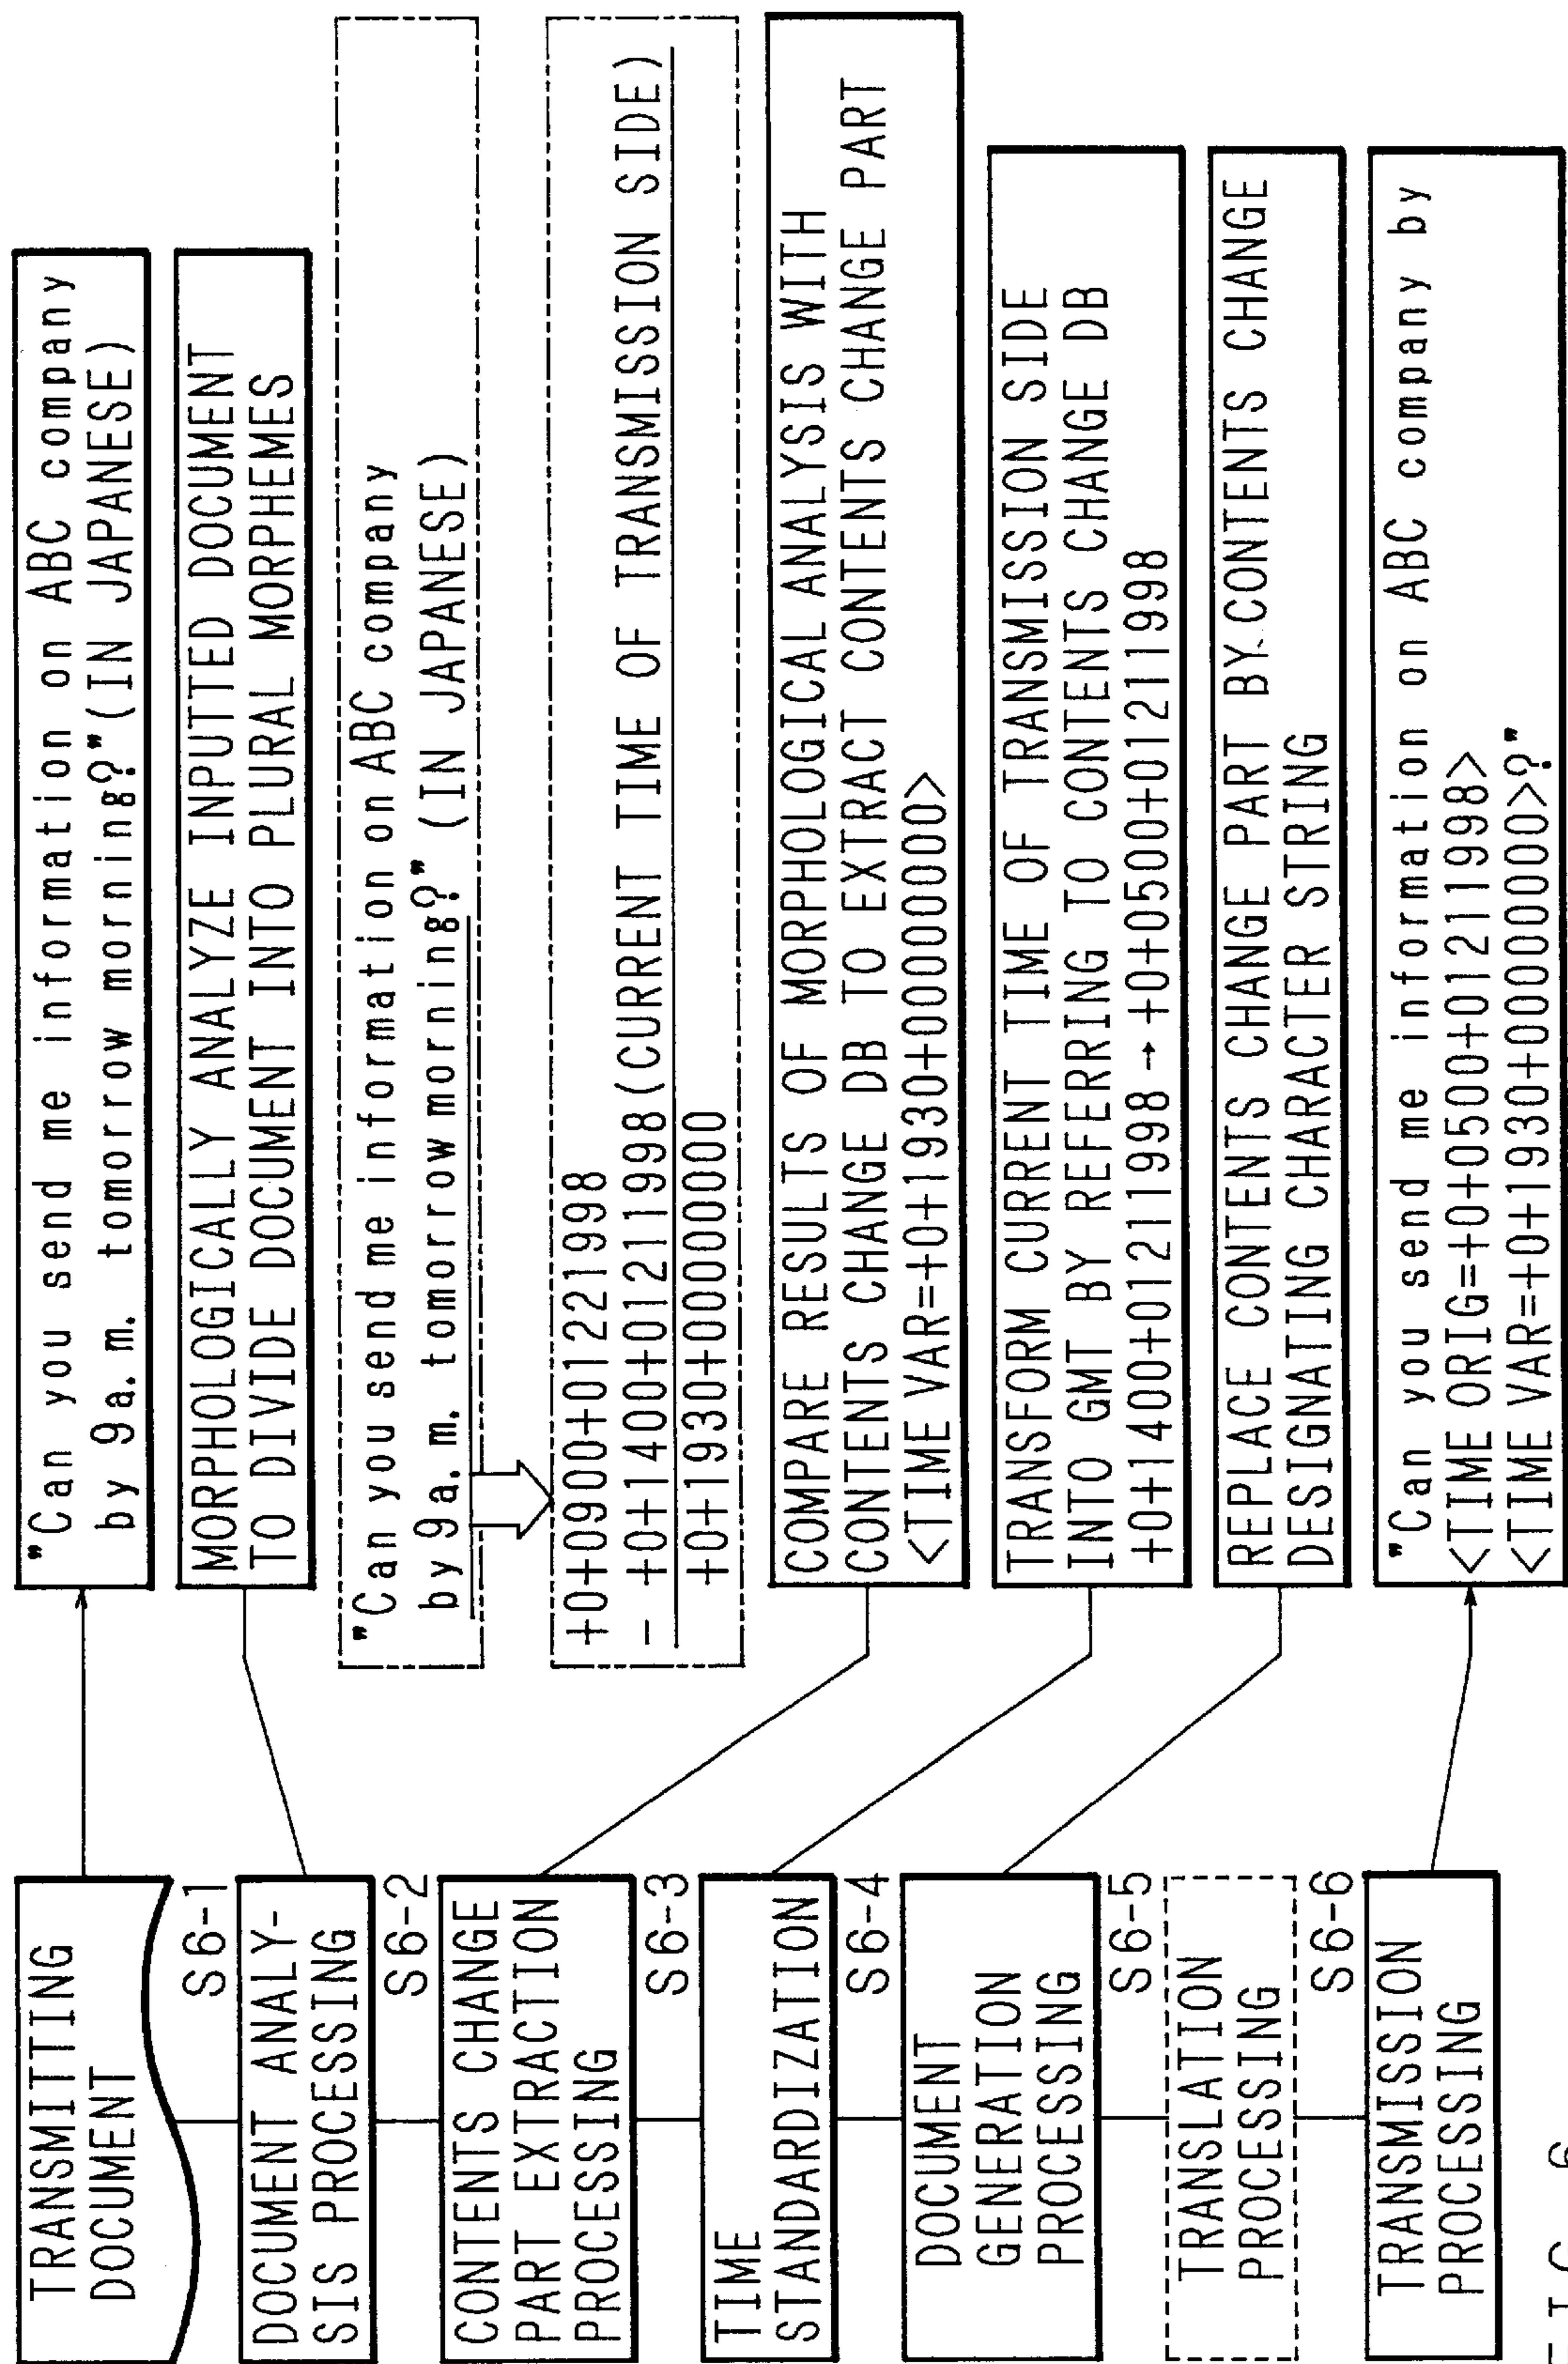 TRANSMITTING
DOCUMENT
"Can you send me information on ABC company
by 9a.m. tomorrow morning?"(IN JAPANESE)
S6-1
DOCUMENT ANALY-
SIS PROCESSING
MORPHOLOGICALLY ANALYZE INPUTTED DOCUMENT
TO DIVIDE DOCUMENT INTO PLURAL MORPHEMES
S6-2
CONTENTS CHANGE
PART EXTRACTION
PROCESSING
"Can you send me information on ABC company
by 9a.m. tomorrow morning?" (IN JAPANESE)
+0+0900+01221998
- +0+1400+01211998(CURRENT TIME OF TRANSMISSION SIDE)
+0+1930+00000000
COMPARE RESULTS OF MORPHOLOGICAL ANALYSIS WITH
CONTENTS CHANGE DB TO EXTRACT CONTENTS CHANGE PART
<TIME VAR=+0+1930+00000000>
S6-3
TIME
STANDARDIZATION
TRANSFORM CURRENT TIME OF TRANSMISSION SIDE
INTO GMT BY REFERRING TO CONTENTS CHANGE DB
+0+1400+01211998→+0+0500+01211998
S6-4
DOCUMENT
GENERATION
PROCESSING
REPLACE CONTENTS CHANGE PART BY CONTENTS CHANGE
DESIGNATING CHARACTER STRING
S6-5
TRANSLATION
PROCESSING
S6-6
TRANSMISSION
PROCESSING
"Can you send me information on ABC company by
<TIME ORIG=+0+0500+01211998>
<TIME VAR=+0+1930+00000000>?"